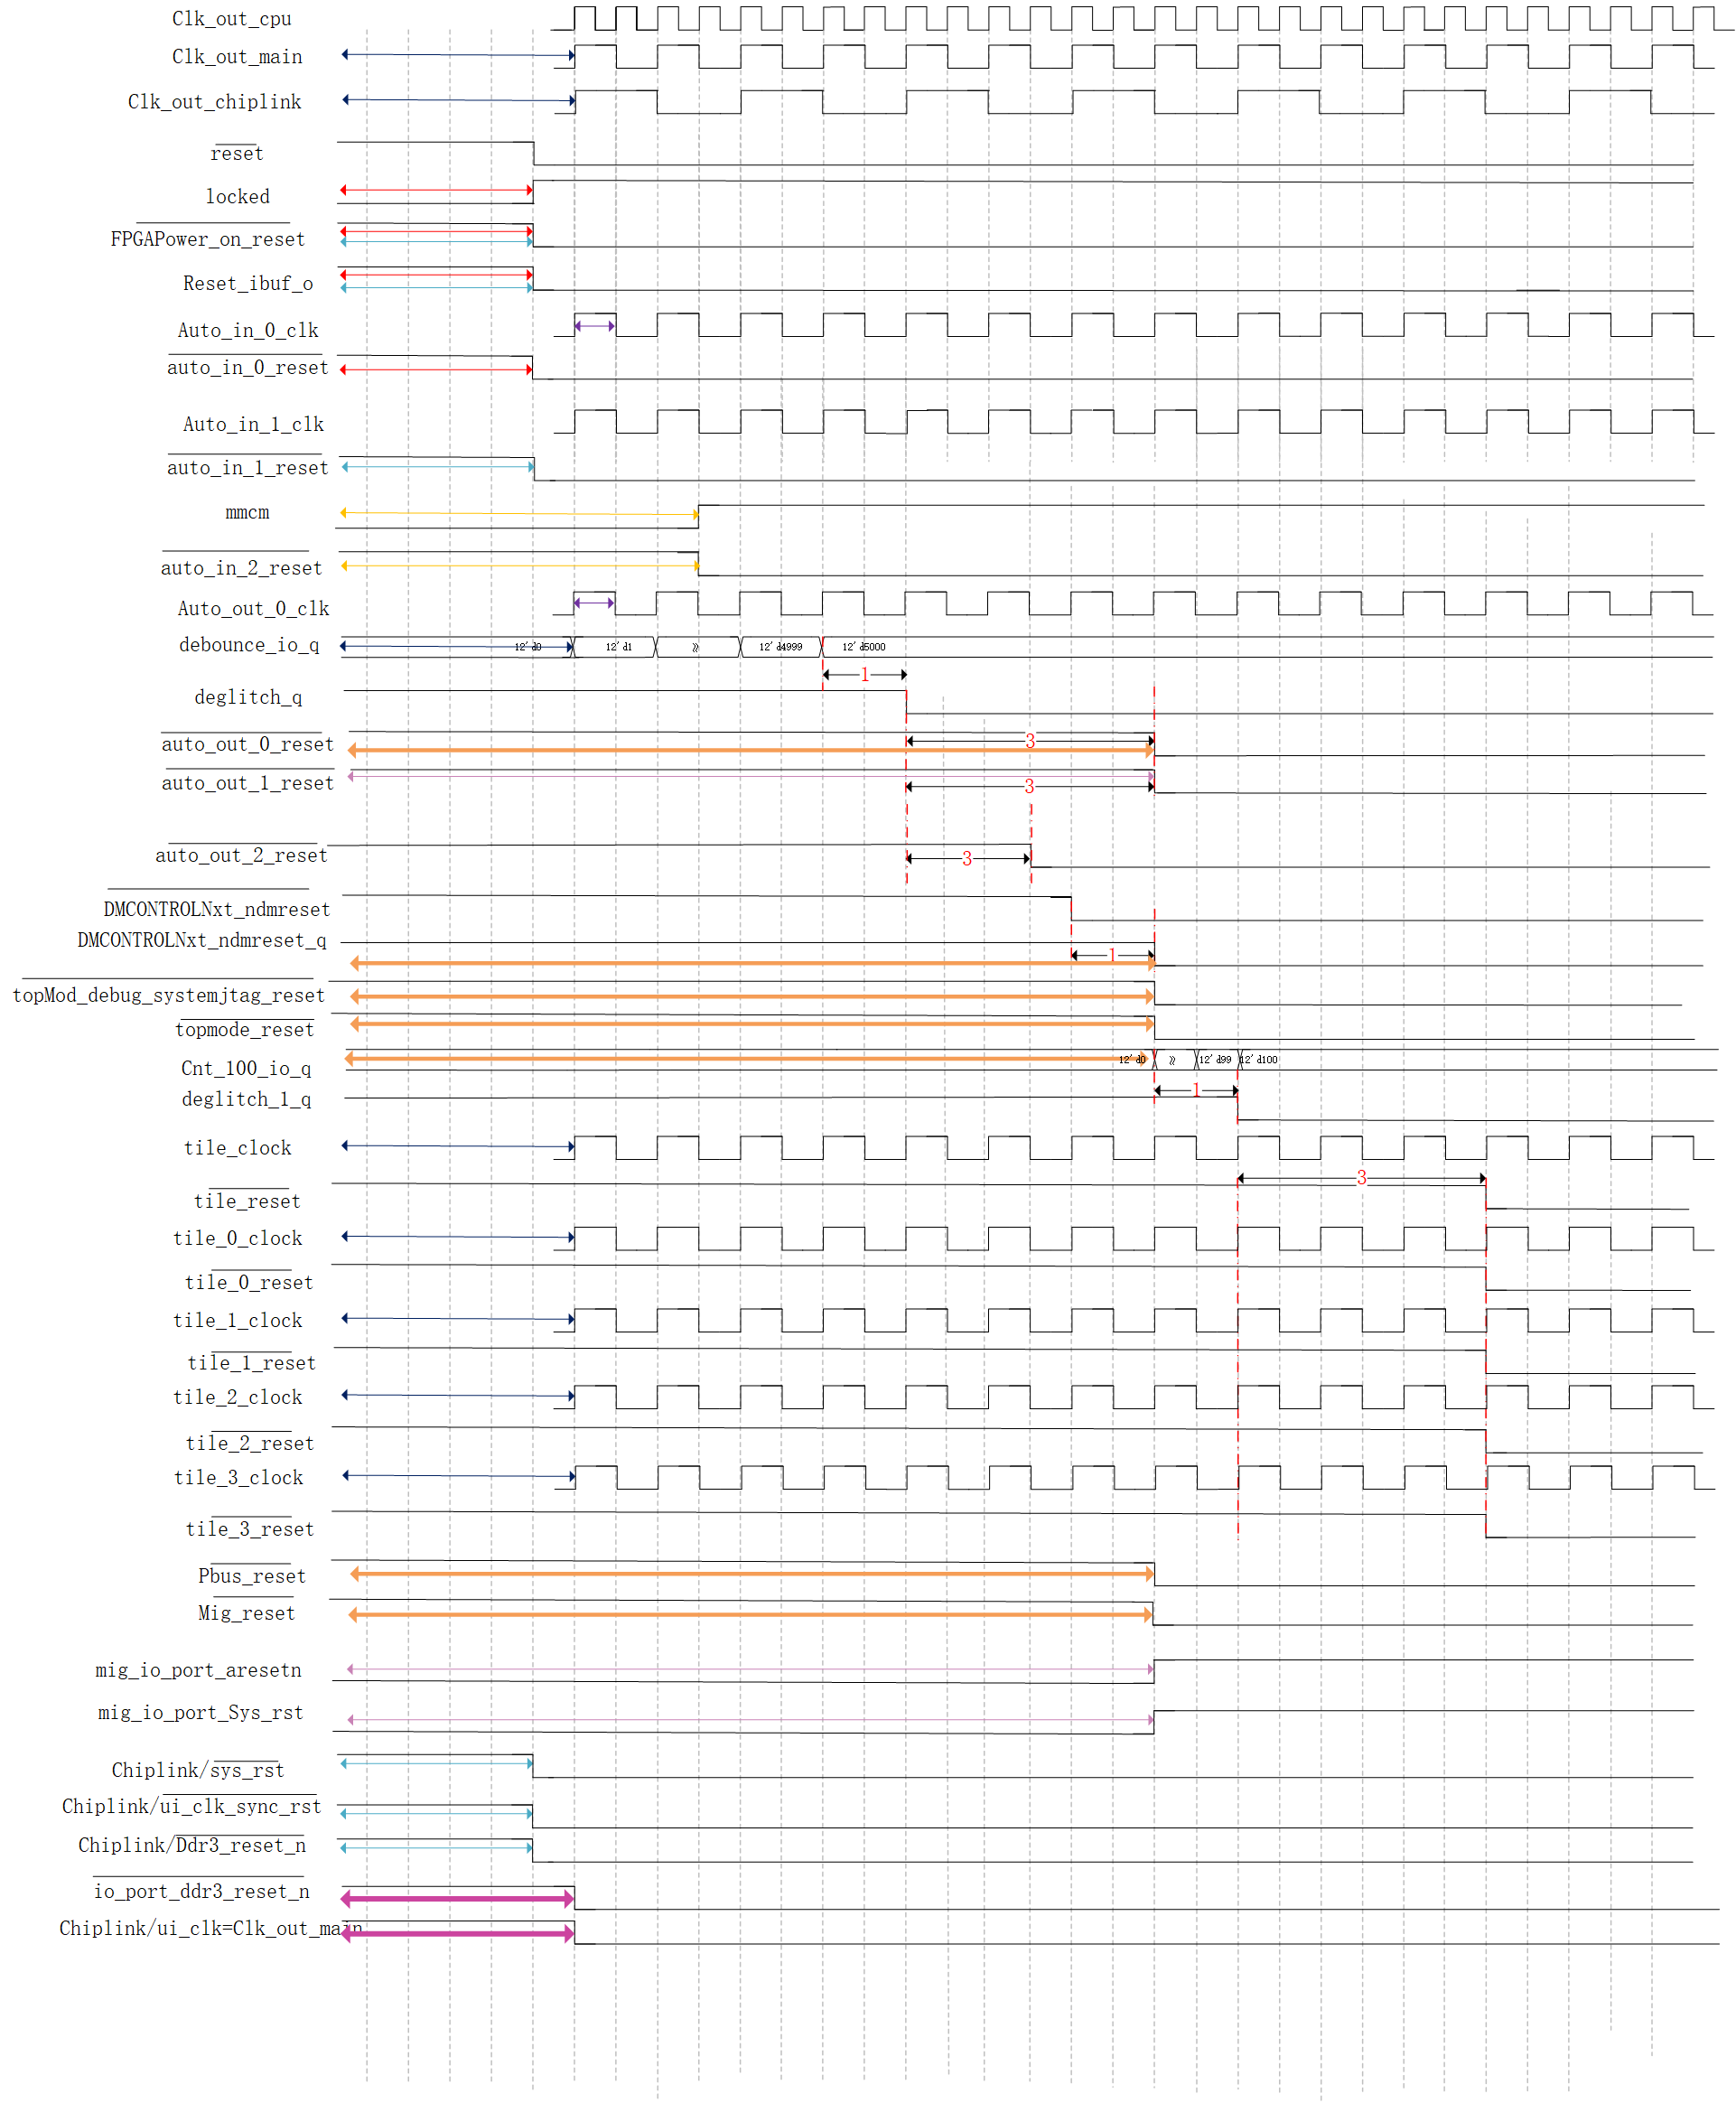 Clk_out_cpu
Clk_out_main
Clk_out_chiplink
reset
locked
FPGAPower_on_reset
Reset_ibuf_o
Auto_in_0_clk
auto_in_0_reset
Auto_in_1_clk
auto_in_1_reset
mmcm
auto_in_2_reset
Auto_out_0_clk
debounce_io_q 12'd0 12'd1 ≈ 12'd4999 12'd5000
1
deglitch_q
auto_out_0_reset 3
auto_out_1_reset 3
auto_out_2_reset 3
DMCONTROLNxt_ndmreset
DMCONTROLNxt_ndmreset_q
1
topMod_debug_systemjtag_reset
topmode_reset
Cnt_100_io_q 12'd0 ≈ 12'd99 12'd100
deglitch_1_q 1
tile_clock
tile_reset 3
tile_0_clock
tile_0_reset
tile_1_clock
tile_1_reset
tile_2_clock
tile_2_reset
tile_3_clock
tile_3_reset
Pbus_reset
Mig_reset
mig_io_port_aresetn
mig_io_port_Sys_rst
Chiplink/sys_rst
Chiplink/ui_clk_sync_rst
Chiplink/Ddr3_reset_n
io_port_ddr3_reset_n
Chiplink/ui_clk=Clk_out_main